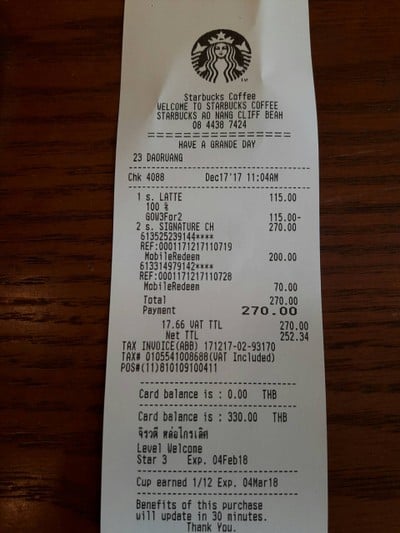 Starbucks Coffee
WELCOME TO STARBUCKS COFFEE
STARBUCKS AO NANG CLIFF BEAH
08 4438 7424
================
HAVE A GRANDE DAY
23 DAORUANG
Chk 4088 Dec17'17 11:04AM
1 s. LATTE 115.00
100 %
GOW3For2 115.00-
2 s. SIGNATURE CH 270.00
613525239144****
REF:0001171217110719
MobileRedeem 200.00
613314979142****
REF:0001171217110728
MobileRedeem 70.00
Total 270.00
Payment 270.00
17.66 VAT TTL 270.00
Net TTL 252.34
TAX INVOICE(ABB) 171217-02-93170
TAX# 0105541008688(VAT Included)
POS#(11)810109100411
Card balance is : 0.00 THB
Card balance is : 330.00 THB
จิรวดี หล่อไกรเลิศ
Level Welcome
Star 3 Exp. 04Feb18
Cup earned 1/12 Exp. 04Mar18
Benefits of this purchase
will update in 30 minutes.
Thank You.